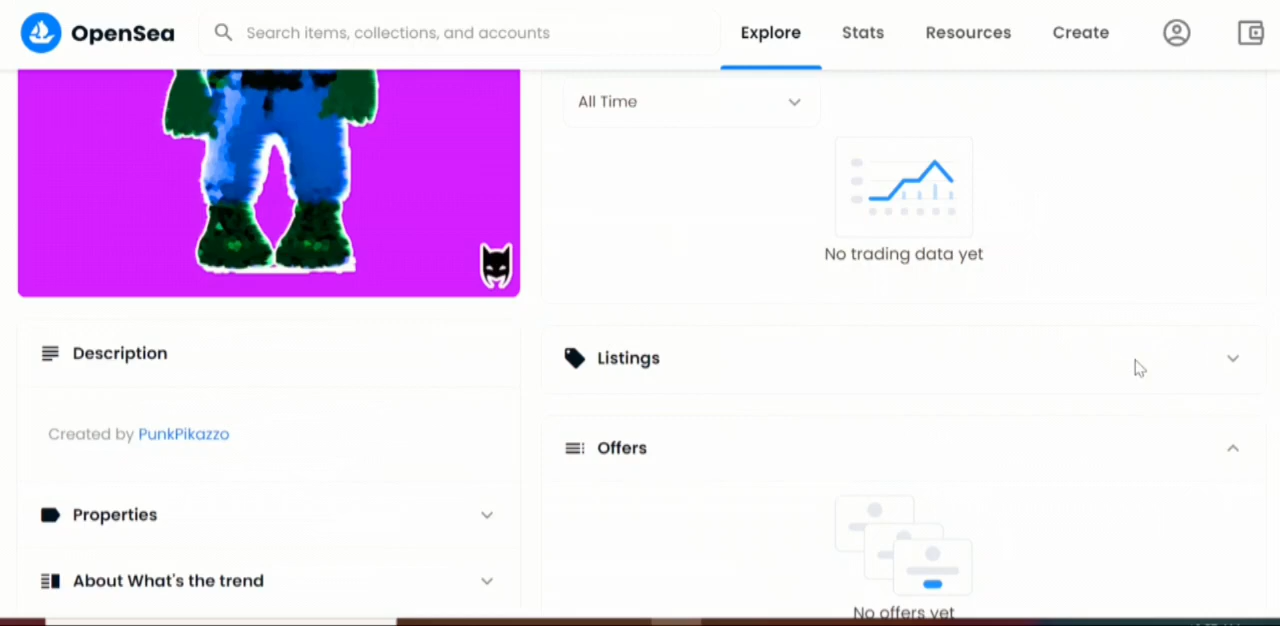 OpenSea
Search items, collections, and accounts
Explore
Stats
Resources
Create
All Time
No trading data yet
Description
Created by PunkPikazzo
Properties
About What's the trend
Listings
Offers
No offers yet